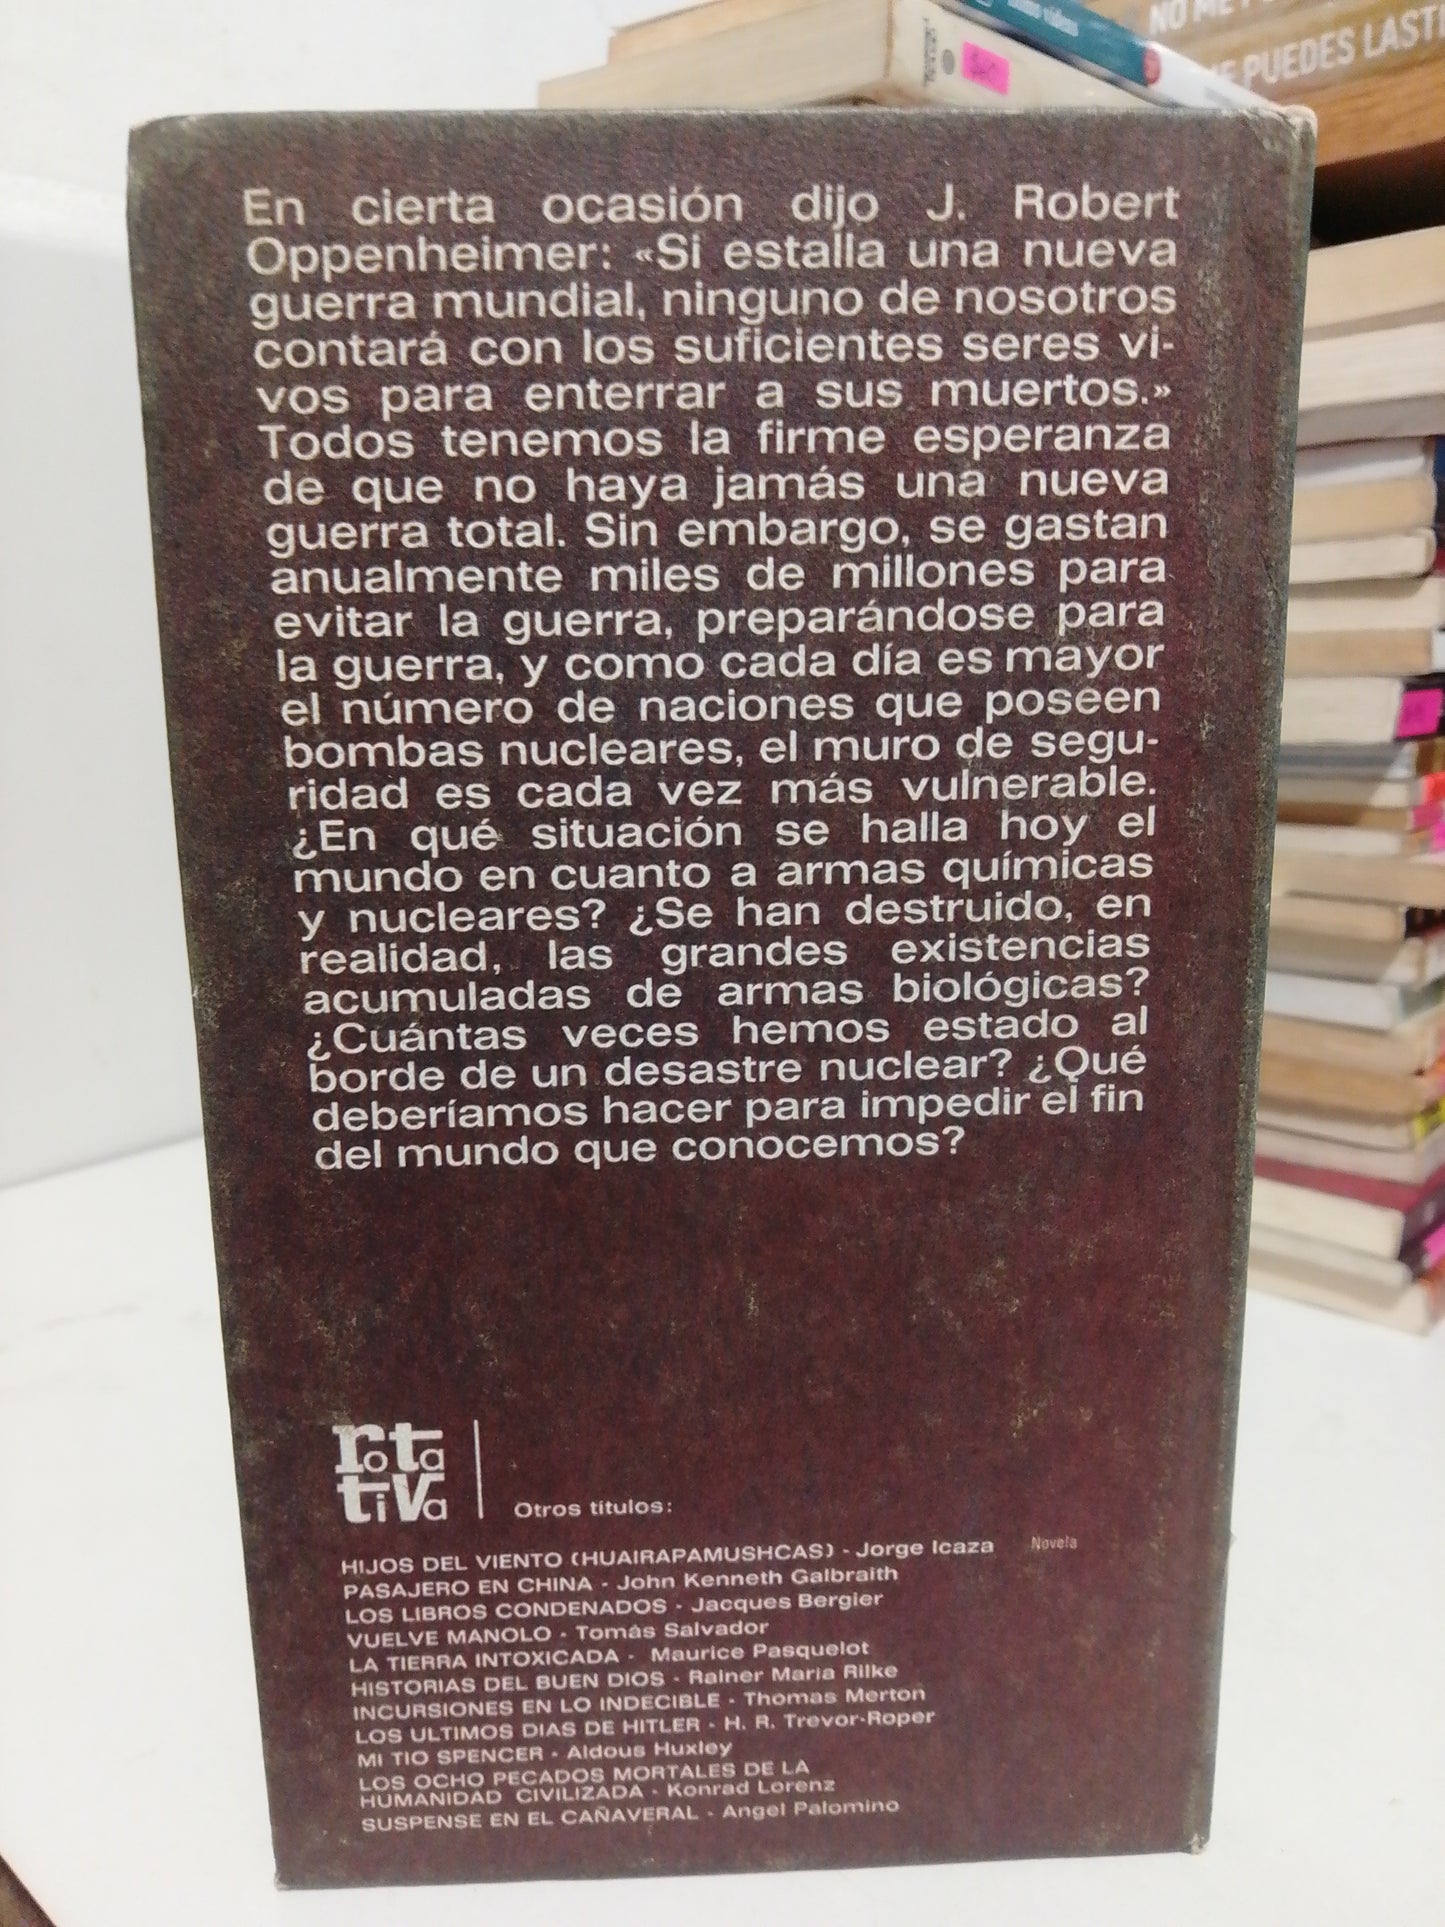 NO ME
PUEDES LASTI
En cierta ocasión dijo J. Robert
Oppenheimer: «Si estalla una nueva
guerra mundial, ninguno de nosotros
contará con los suficientes seres vi-
vos para enterrar a sus muertos.»
Todos tenemos la firme esperanza
de que no haya jamás una nueva
guerra total. Sin embargo, se gastan
anualmente miles de millones para
evitar la guerra, preparándose para
la guerra, y como cada día es mayor
el número de naciones que poseen
bombas nucleares, el muro de segu-
ridad es cada vez más vulnerable.
¿En qué situación se halla hoy el
mundo en cuanto a armas químicas
y nucleares? ¿Se han destruido, en
realidad, las grandes existencias
acumuladas de armas biológicas?
¿Cuántas veces hemos estado al
borde de un desastre nuclear? ¿Qué
deberíamos hacer para impedir el fin
del mundo que conocemos?
rota
tiva
Otros títulos:
HIJOS DEL VIENTO (HUAIRAPAMUSHCAS) - Jorge Icaza Novela
PASAJERO EN CHINA - John Kenneth Galbraith
LOS LIBROS CONDENADOS - Jacques Bergier
VUELVE MANOLO - Tomás Salvador
LA TIERRA INTOXICADA - Maurice Pasquelot
HISTORIAS DEL BUEN DIOS - Rainer Maria Rilke
INCURSIONES EN LO INDECIBLE - Thomas Merton
LOS ULTIMOS DIAS DE HITLER - H. R. Trevor-Roper
MI TIO SPENCER - Aldous Huxley
LOS OCHO PECADOS MORTALES DE LA
HUMANIDAD CIVILIZADA - Konrad Lorenz
SUSPENSE EN EL CAÑAVERAL - Angel Palomino